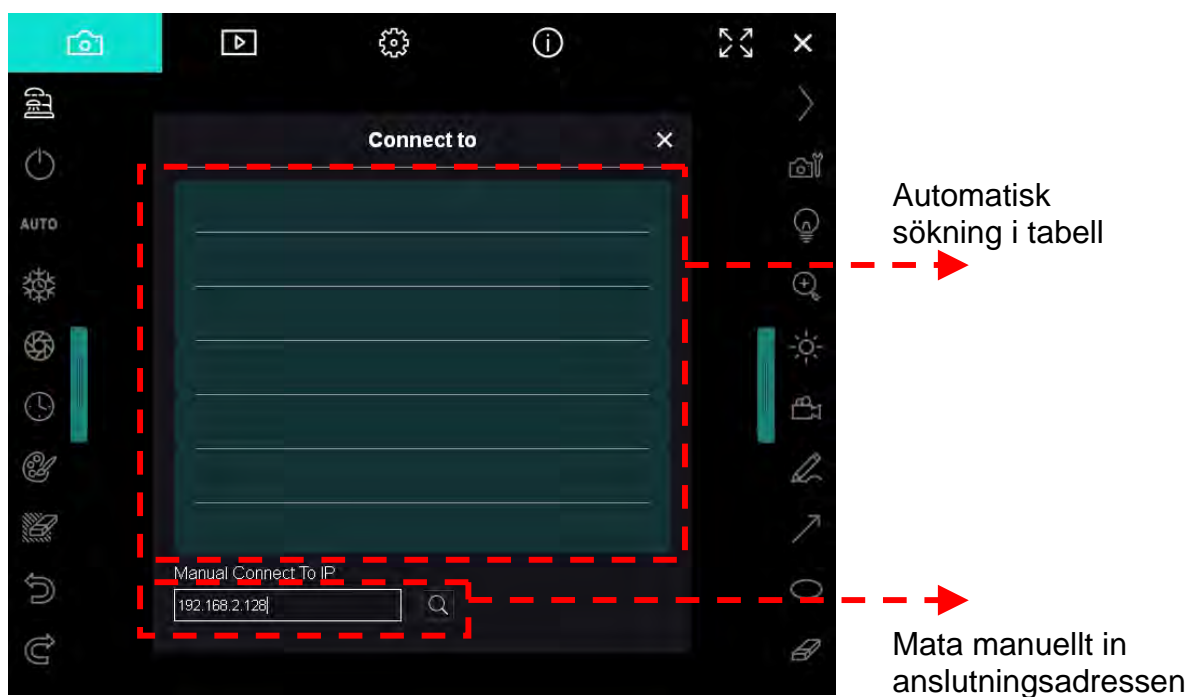 Connect to
AUTO
Automatisk
sökning i tabell
Manual Connect To IP
192.168.2.128
Mata manuellt in
anslutningsadressen